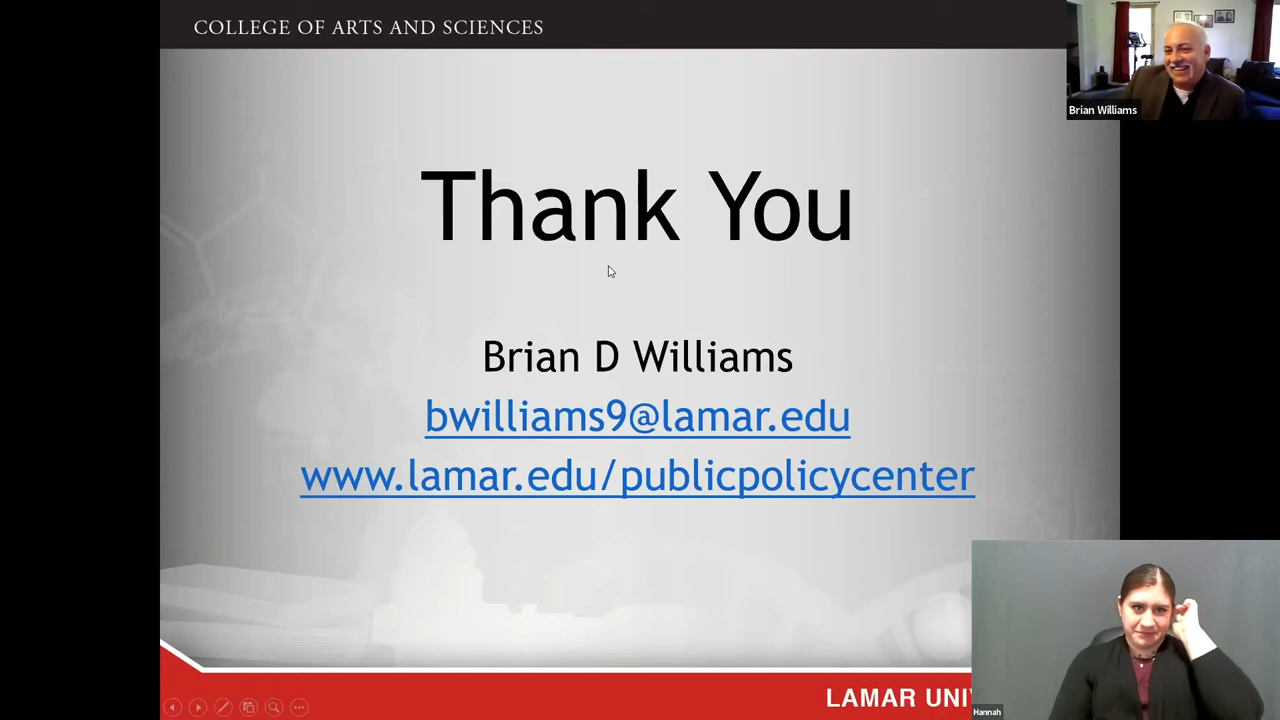 COLLEGE OF ARTS AND SCIENCES
Brian Williams
Thank You
Brian D Williams
bwilliams9@lamar.edu
www.lamar.edu/publicpolicycenter
LAMAR UNI
Hannah